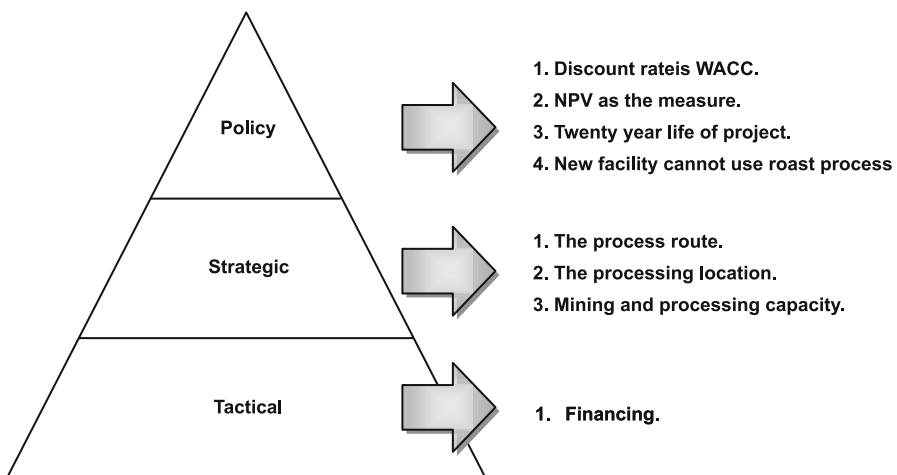 Policy
1. Discount rateis WACC.
2. NPV as the measure.
3. Twenty year life of project.
4. New facility cannot use roast process
Strategic
1. The process route.
2. The processing location.
3. Mining and processing capacity.
Tactical
1. Financing.